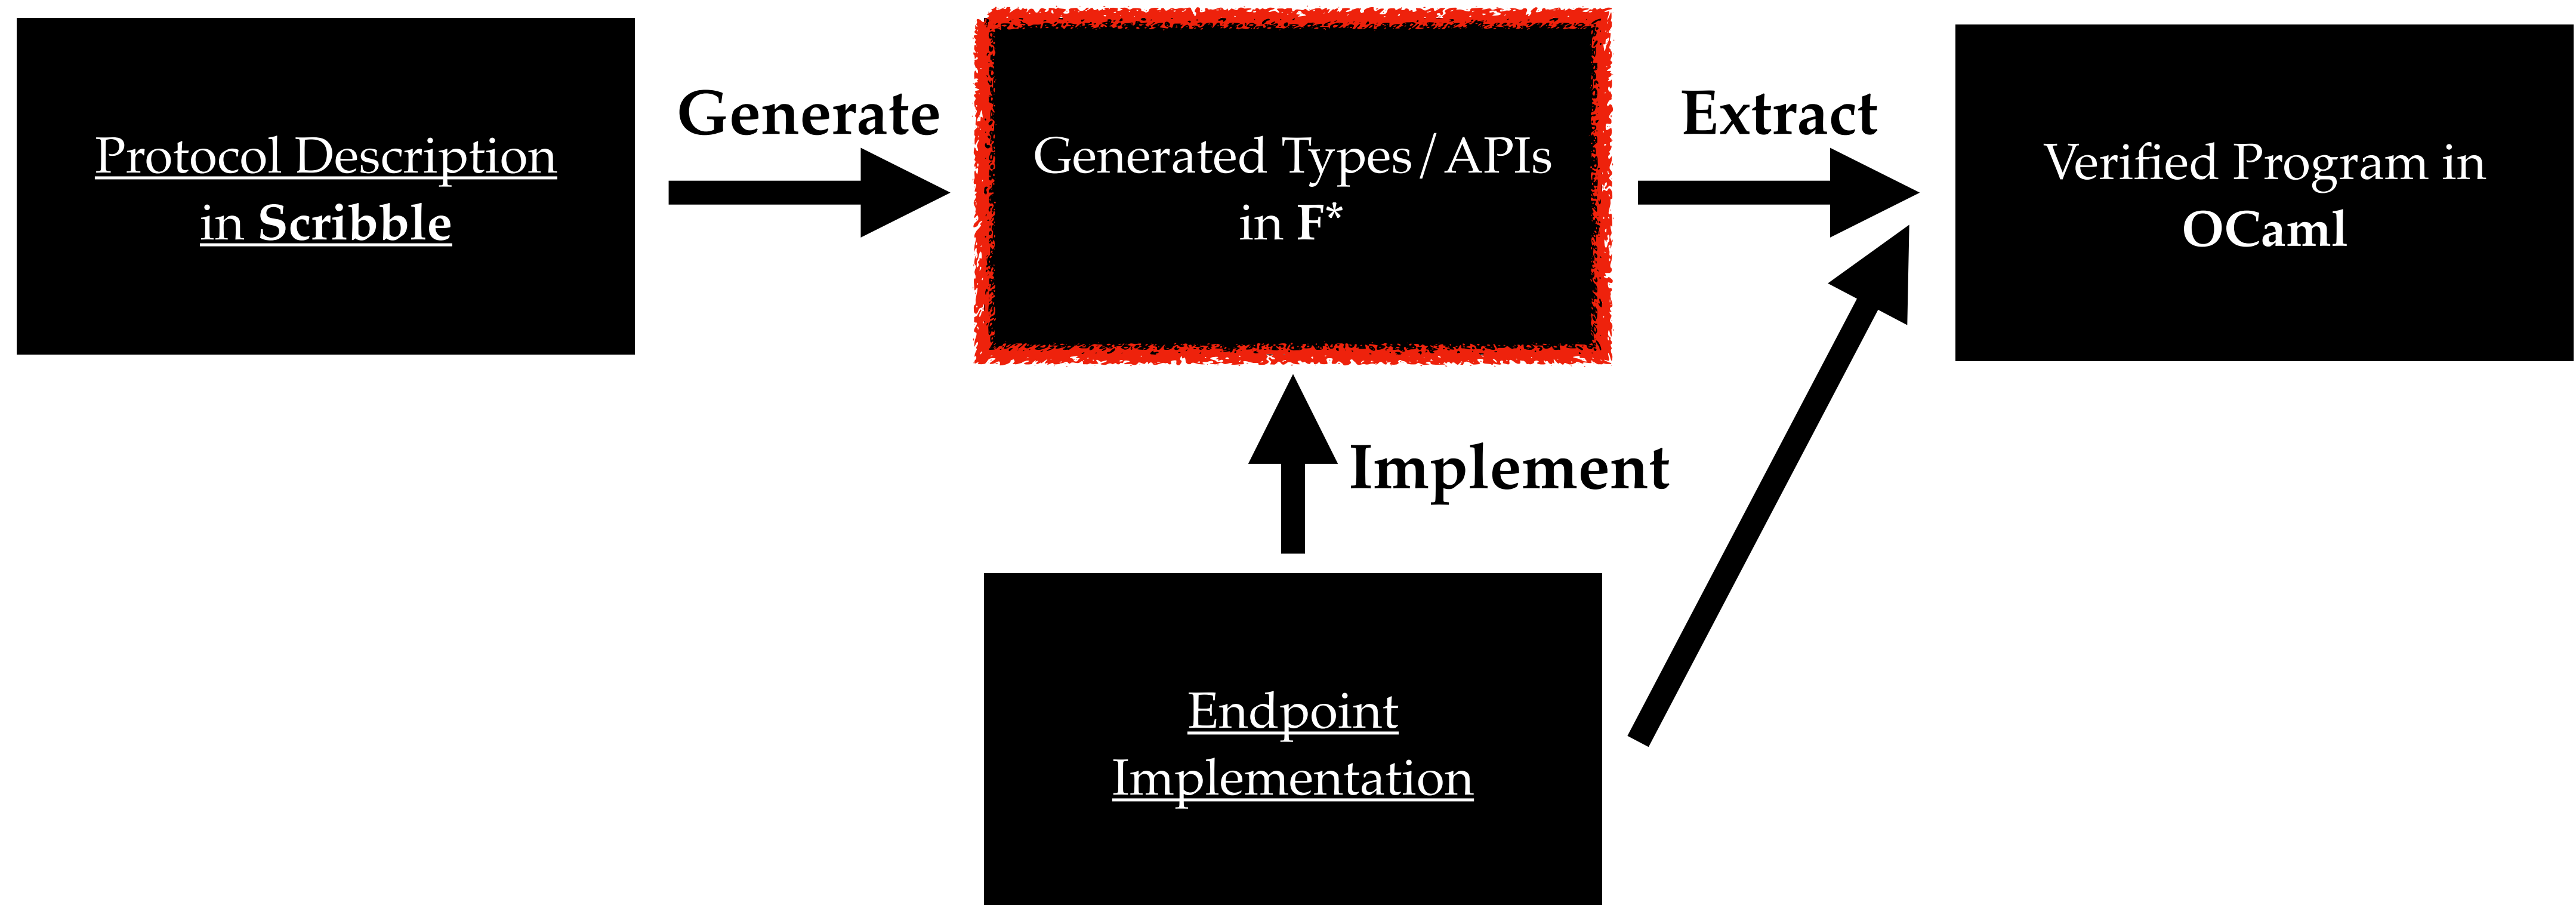 Protocol Description
in Scribble
Generate
Generated Types/APIs
in F*
Extract
Verified Program in
OCaml
Implement
Endpoint
Implementation